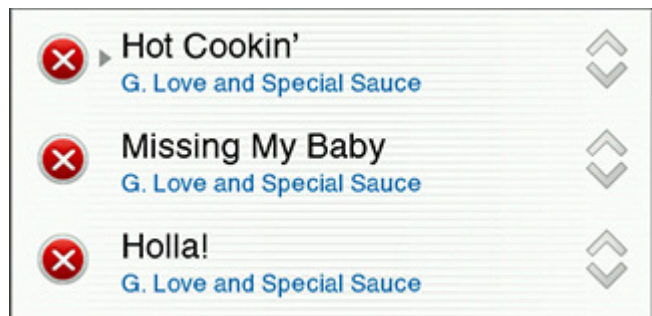 Hot Cookin’
G. Love and Special Sauce
Missing My Baby
G. Love and Special Sauce
Holla!
G. Love and Special Sauce